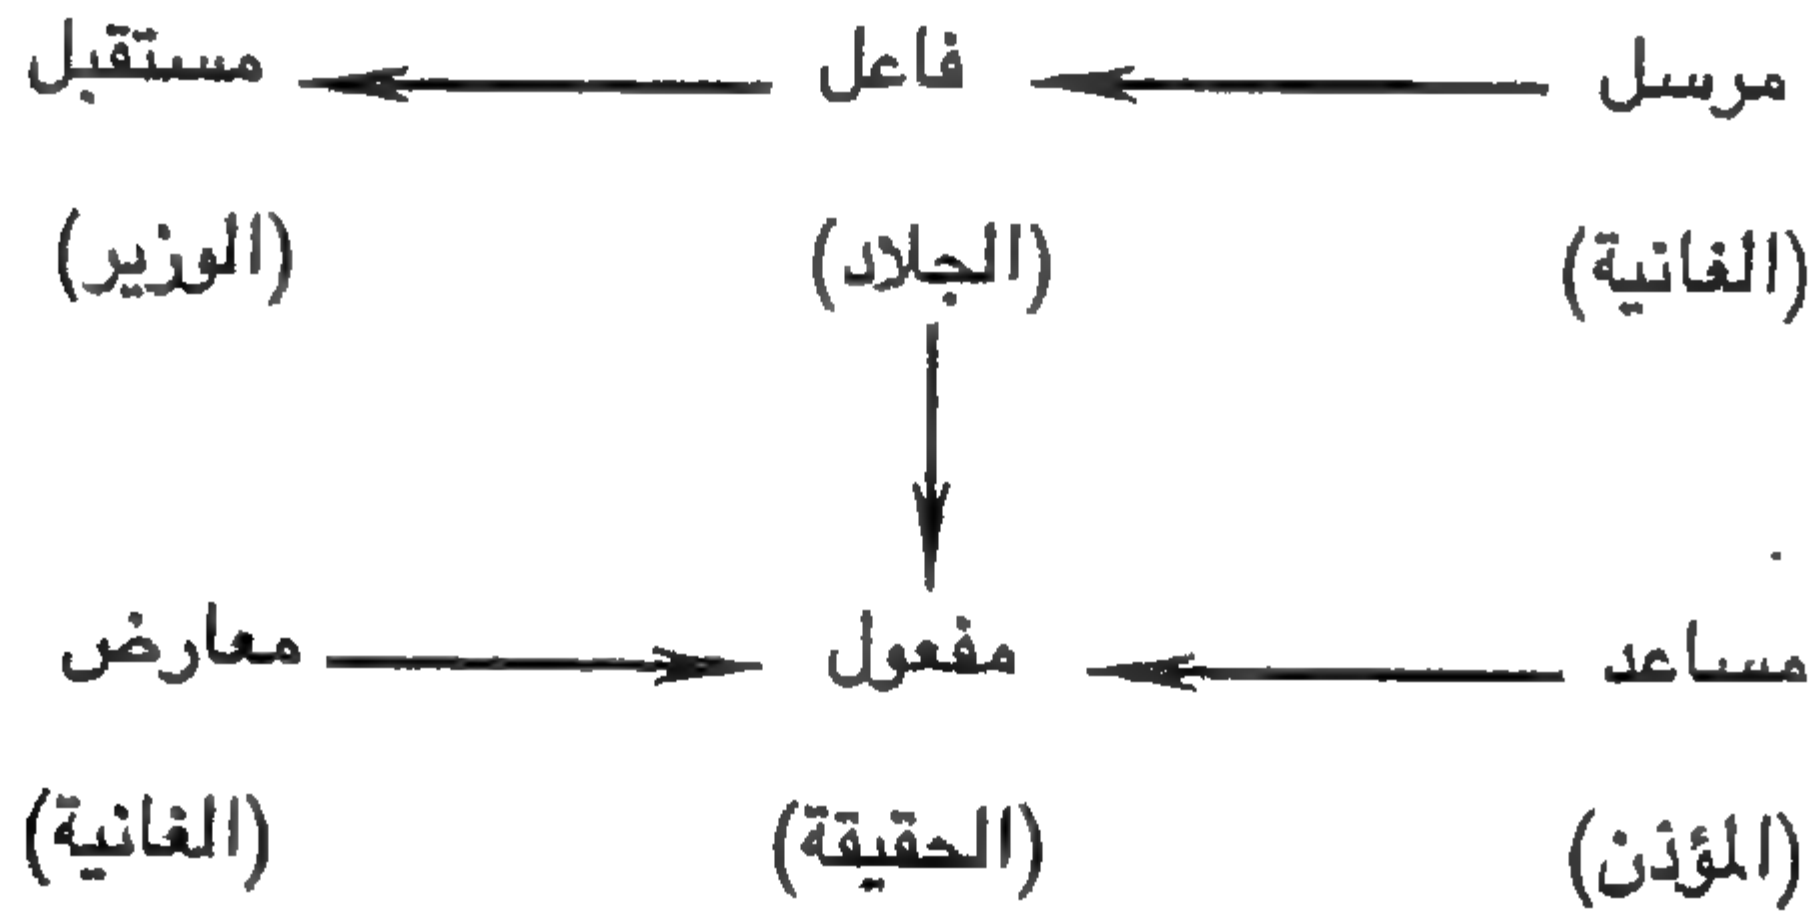 مرسل فاعل مستقبل
(الغانية) (الجلاد) (الوزير)
مساعد مفعول معارض
(المؤذن) (الحقيقة) (الغانية)